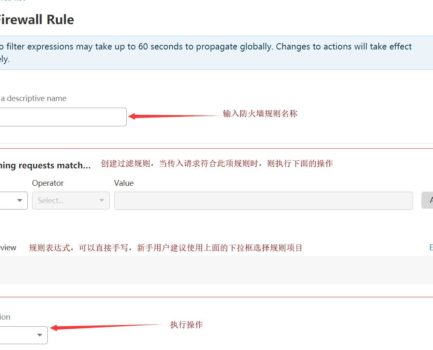 Firewall Rule
o filter expressions may take up to 60 seconds to propagate globally. Changes to actions will take effect
ely.
a descriptive name
输入防火墙规则名称
ning requests match...
创建过滤规则，当传入请求符合此项规则时，则执行下面的操作
Operator
Value
Select...
view
规则表达式，可以直接手写，新手用户建议使用上面的下拉框选择规则项目
E
tion
执行操作